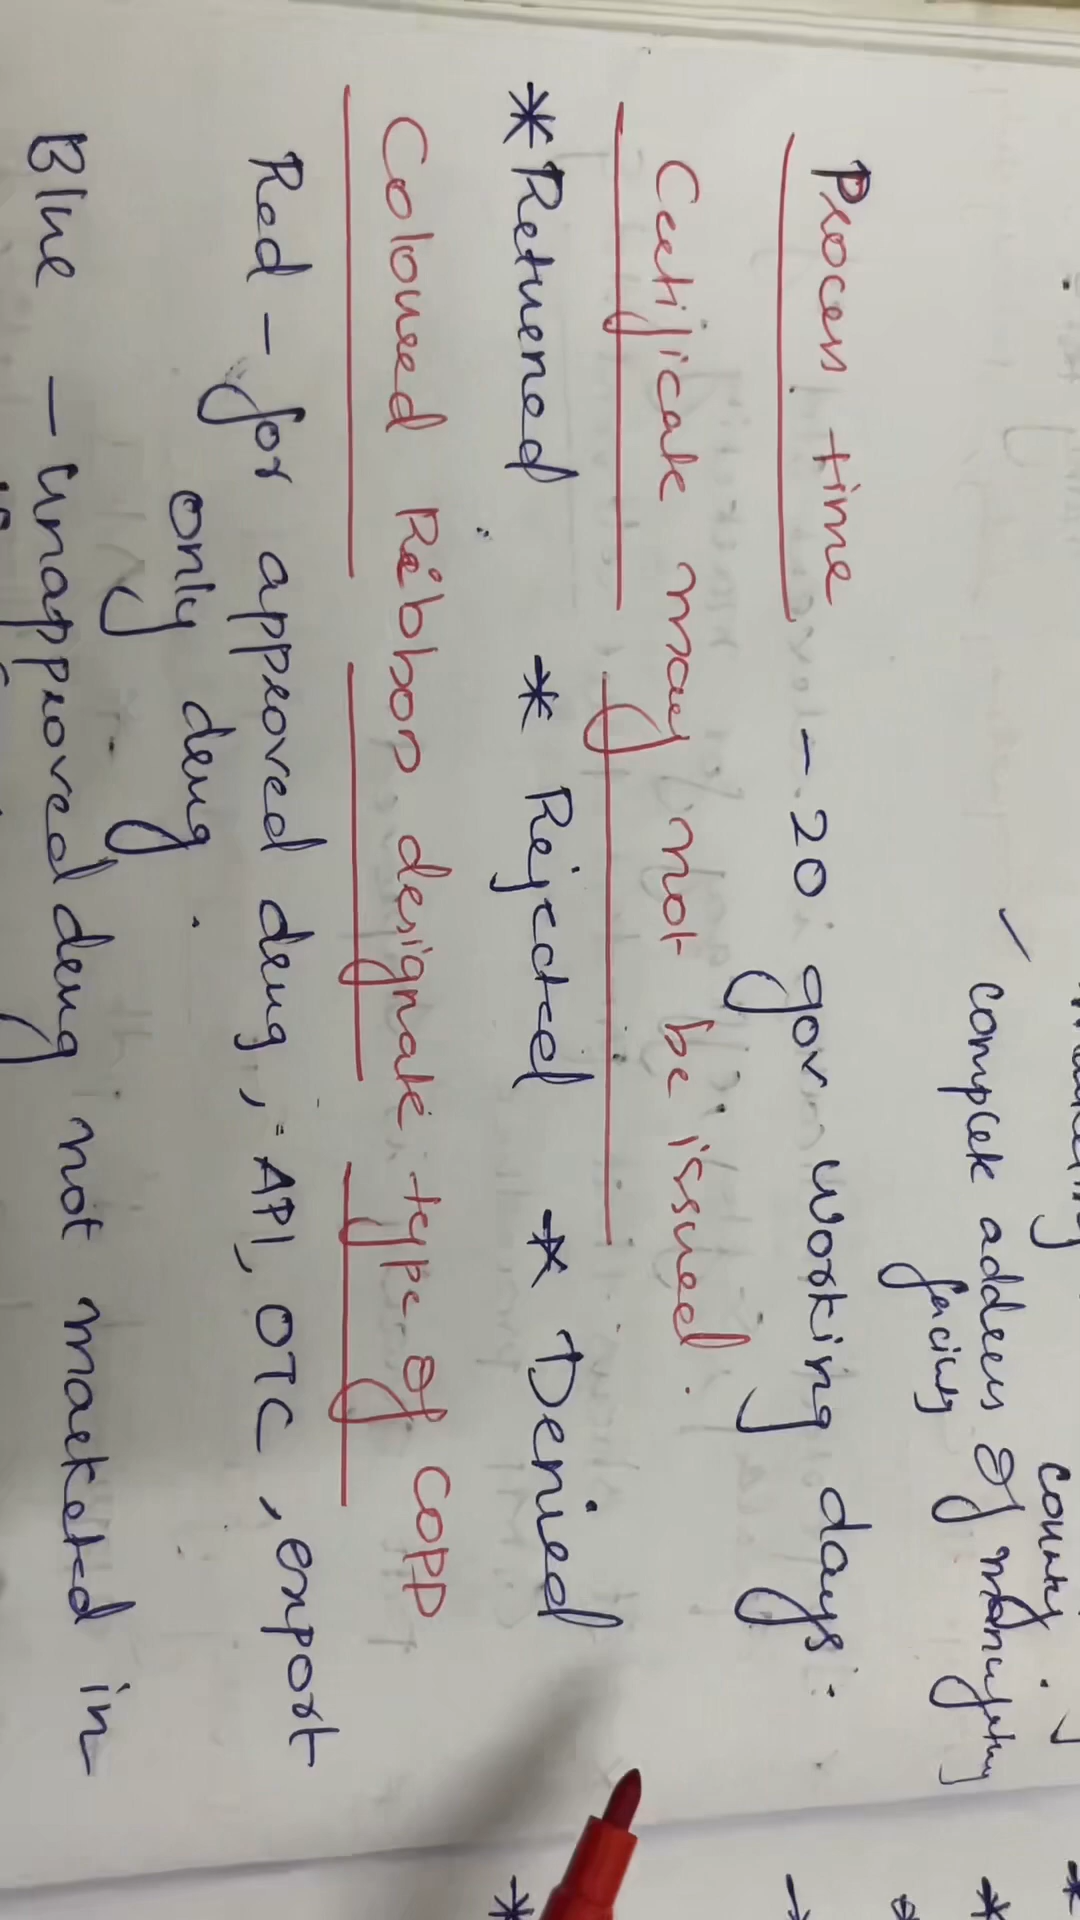 country.
✓ complete address of manufacturing
facility
Process time - 20 gov working days.
Certificate may not be issued.
* Returned * Rejected * Denied
Coloured Ribbon designate type of COPP
Red - for approved drug, API, OTC, export
only drug.
Blue - unapproved drug not marketed in